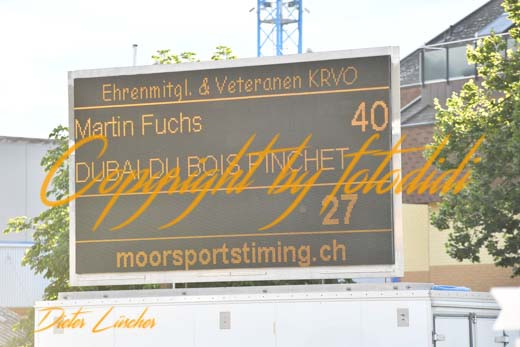 Ehrenmitgl. & Veteranen KRVO
Martin Fuchs 40
DUBAI DU BOIS PINCHET
Copyright by fotodidi
27
moorsportstiming.ch
Dieter Lüscher